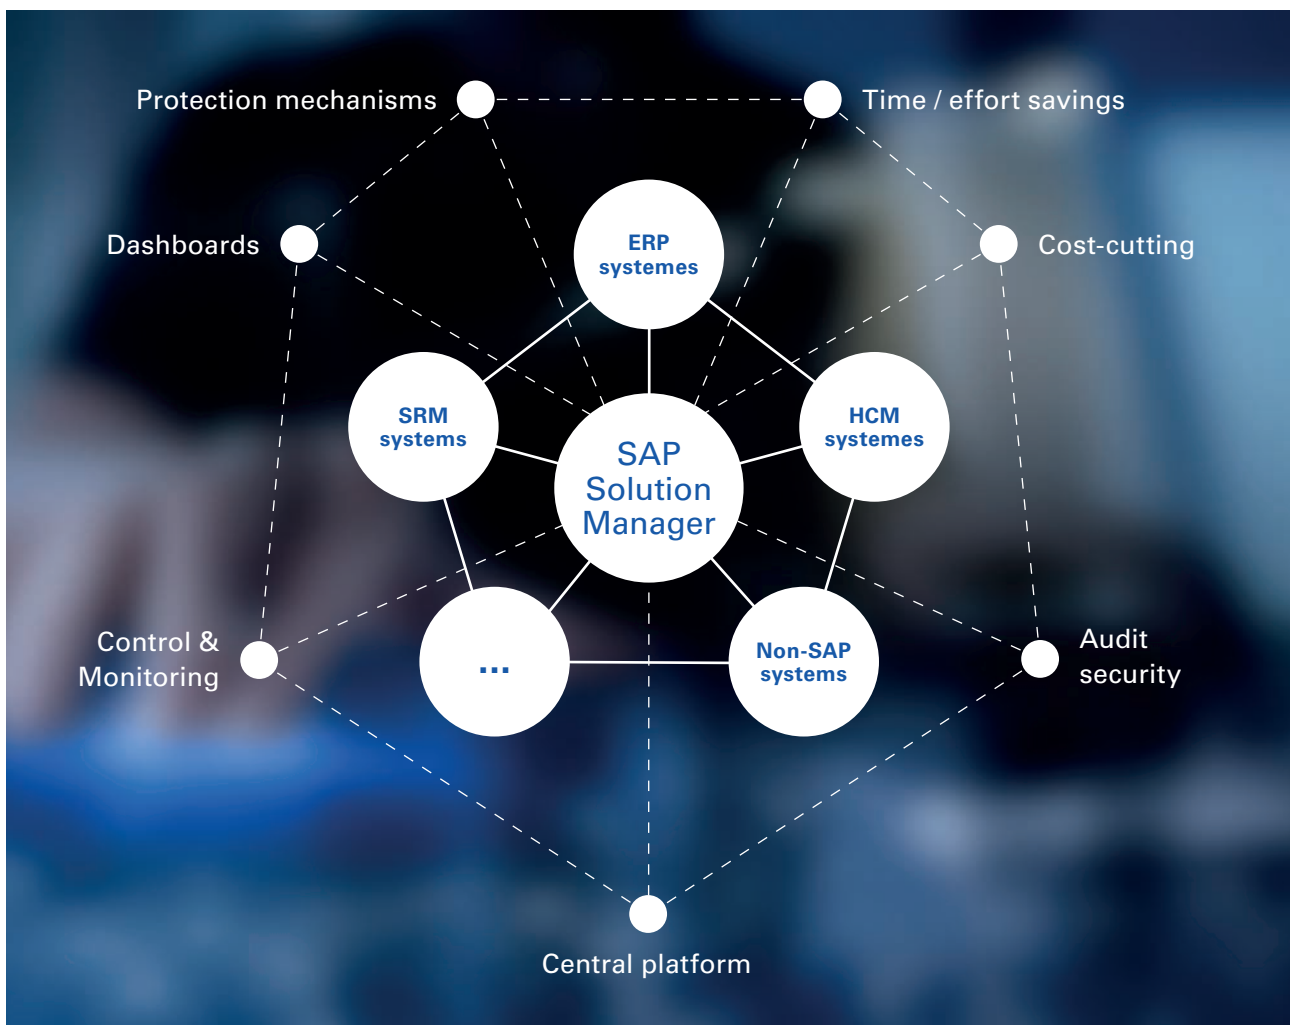 Protection mechanisms
Time / effort savings
Dashboards
Cost-cutting
ERP
systemes
SRM
systems
HCM
systemes
SAP
Solution
Manager
Control &
Monitoring
...
Non-SAP
systems
Audit
security
Central platform